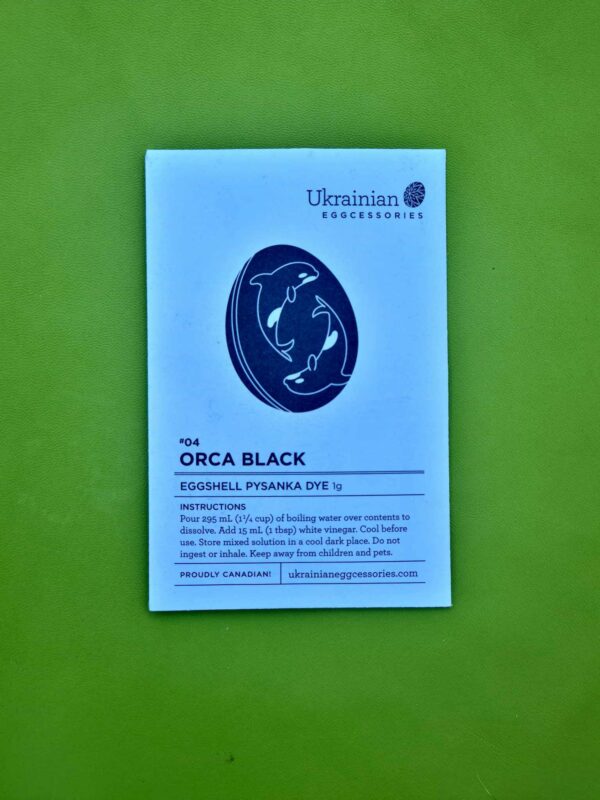 Ukrainian
EGGCESSORIES
#04
ORCA BLACK
EGGSHELL PYSANKA DYE 1g
INSTRUCTIONS
Pour 295 mL (1¼ cup) of boiling water over contents to
dissolve. Add 15 mL (1 tbsp) white vinegar. Cool before
use. Store mixed solution in a cool dark place. Do not
ingest or inhale. Keep away from children and pets.
PROUDLY CANADIAN! ukrainianeggcessories.com